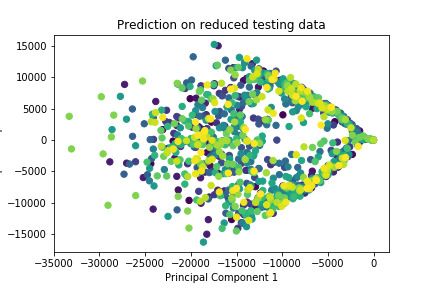 Prediction on reduced testing data
15000
10000
5000
0
−5000
−10000
−15000
−35000 −30000 −25000 −20000 −15000 −10000 −5000 0
Principal Component 1